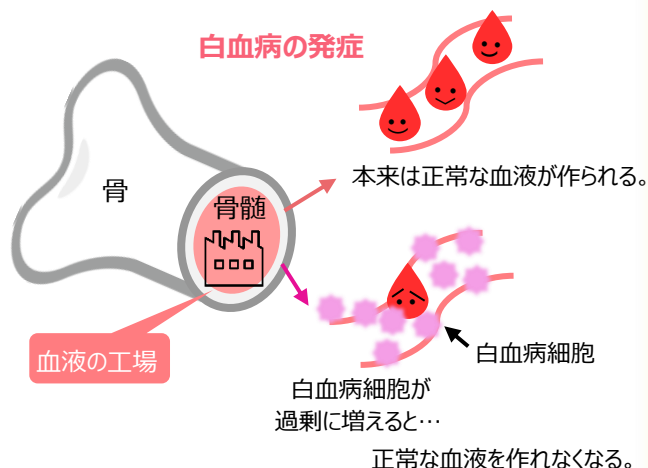 白血病の発症
本来は正常な血液が作られる。
骨
骨髄
血液の工場
白血病細胞
白血病細胞が
過剰に増えると…
正常な血液を作れなくなる。